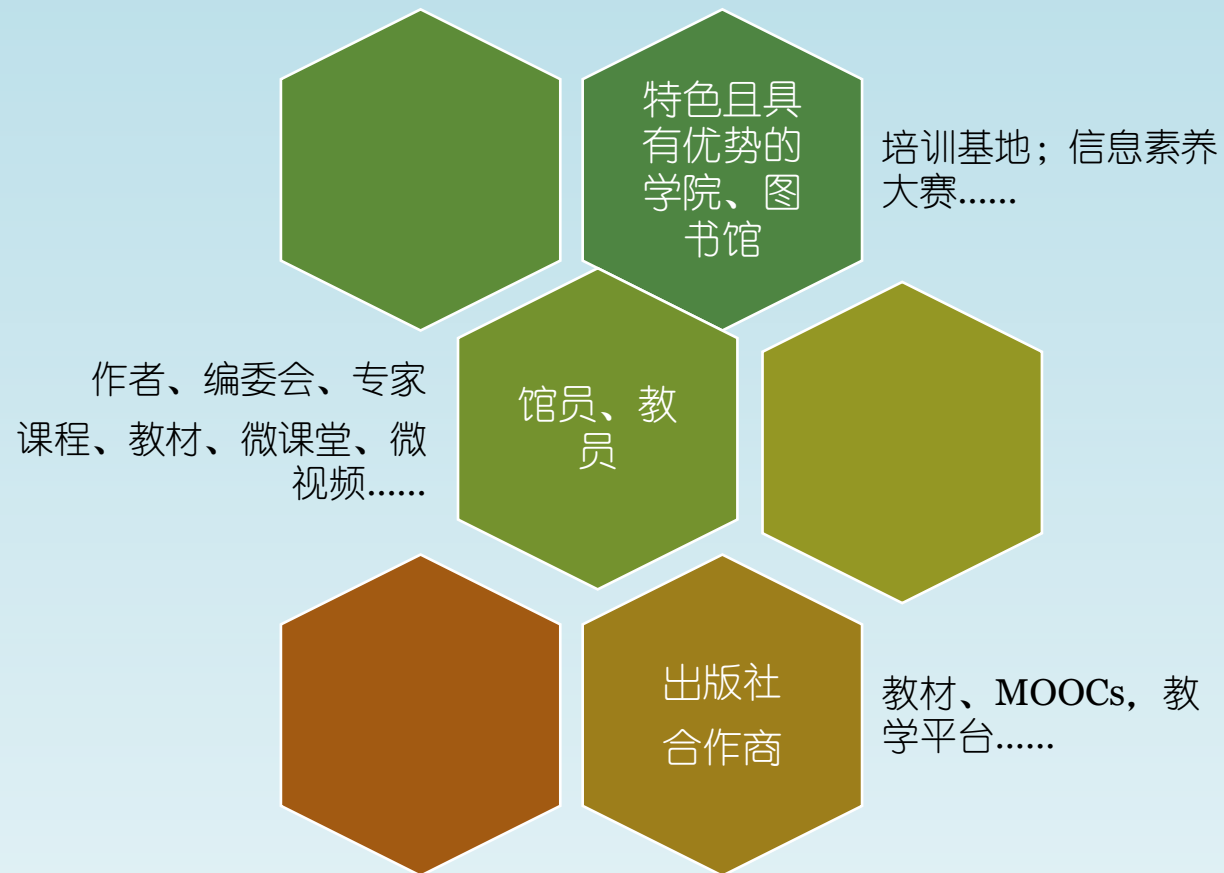 特色且具
有优势的
学院、图
书馆
培训基地；信息素养
大赛......
作者、编委会、专家
课程、教材、微课堂、微
视频......
馆员、教
员
出版社
合作商
教材、MOOCs，教
学平台......